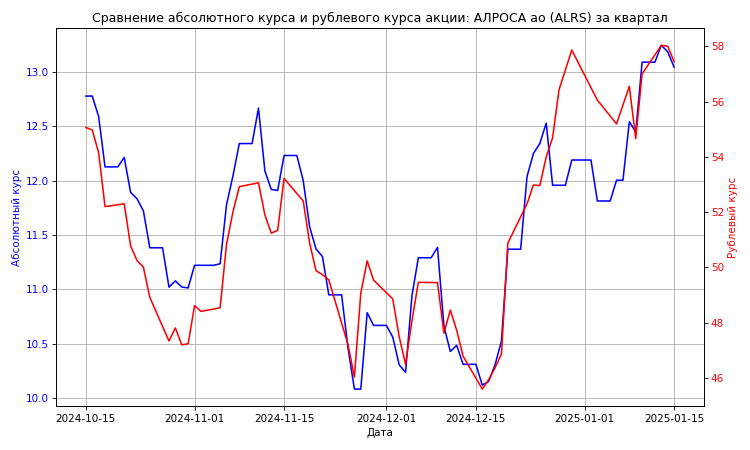 Сравнение абсолютного курса и рублевого курса акции: АЛРОСА ао (ALRS) за квартал
Абсолютный курс
13.0
12.5
12.0
11.5
11.0
10.5
10.0
58
56
54
52
50
48
46
Рублевый курс
2024-10-15 2024-11-01 2024-11-15 2024-12-01 2024-12-15 2025-01-01 2025-01-15
Дата